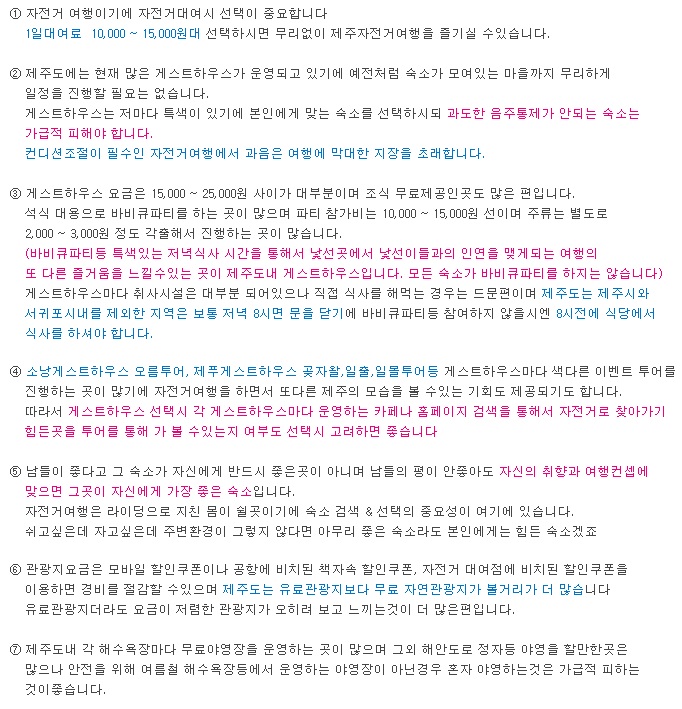 ① 자전거 여행이기에 자전거대여시 선택이 중요합니다
1일대여료 10,000 ~ 15,000원대 선택하시면 무리없이 제주자전거여행을 즐기실 수있습니다.
② 제주도에는 현재 많은 게스트하우스가 운영되고 있기에 예전처럼 숙소가 모여있는 마을까지 무리하게
일정을 진행할 필요는 없습니다.
게스트하우스는 저마다 특색이 있기에 본인에게 맞는 숙소를 선택하시되 과도한 음주통제가 안되는 숙소는
가급적 피해야 합니다.
컨디션조절이 필수인 자전거여행에서 과음은 여행에 막대한 지장을 초래합니다.
③ 게스트하우스 요금은 15,000 ~ 25,000원 사이가 대부분이며 조식 무료제공인곳도 많은 편입니다.
석식 대용으로 바비큐파티를 하는 곳이 많으며 파티 참가비는 10,000 ~ 15,000원 선이며 주류는 별도로
2,000 ~ 3,000원 정도 각출해서 진행하는 곳이 많습니다.
(바비큐파티등 특색있는 저녁식사 시간을 통해서 낯선곳에서 낯선이들과의 인연을 맺게되는 여행의
또 다른 즐거움을 느낄수있는 곳이 제주도내 게스트하우스입니다. 모든 숙소가 바비큐파티를 하지는 않습니다)
게스트하우스마다 취사시설은 대부분 되어있으나 직접 식사를 해먹는 경우는 드문편이며 제주도는 제주시와
서귀포시내를 제외한 지역은 보통 저녁 8시면 문을 닫기에 바비큐파티등 참여하지 않을시엔 8시전에 식당에서
식사를 하셔야 합니다.
④ 소낭게스트하우스 오름투어, 제푸게스트하우스 곶자왈,일출,일몰투어등 게스트하우스마다 색다른 이벤트 투어를
진행하는 곳이 많기에 자전거여행을 하면서 또다른 제주의 모습을 볼 수있는 기회도 제공되기도 합니다.
따라서 게스트하우스 선택시 각 게스트하우스마다 운영하는 카페나 홈페이지 검색을 통해서 자전거로 찾아가기
힘든곳을 투어를 통해 가 볼 수있는지 여부도 선택시 고려하면 좋습니다
⑤ 남들이 좋다고 그 숙소가 자신에게 반드시 좋은곳이 아니며 남들의 평이 안좋아도 자신의 취향과 여행컨셉에
맞으면 그곳이 자신에게 가장 좋은 숙소입니다.
자전거여행은 라이딩으로 지친 몸이 쉴곳이기에 숙소 검색 & 선택의 중요성이 여기에 있습니다.
쉬고싶은데 자고싶은데 주변환경이 그렇지 않다면 아무리 좋은 숙소라도 본인에게는 힘든 숙소겠죠
⑥ 관광지요금은 모바일 할인쿠폰이나 공항에 비치된 책자속 할인쿠폰, 자전거 대여점에 비치된 할인쿠폰을
이용하면 경비를 절감할 수있으며 제주도는 유료관광지보다 무료 자연관광지가 볼거리가 더 많습니다
유료관광지더라도 요금이 저렴한 관광지가 오히려 보고 느끼는것이 더 많은편입니다.
⑦ 제주도내 각 해수욕장마다 무료야영장을 운영하는 곳이 많으며 그외 해안도로 정자등 야영을 할만한곳은
많으나 안전을 위해 여름철 해수욕장등에서 운영하는 야영장이 아닌경우 혼자 야영하는것은 가급적 피하는
것이좋습니다.